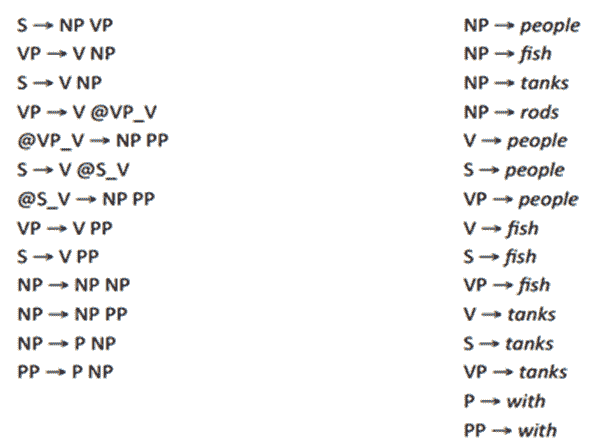 S → NP VP
VP → V NP
S → V NP
VP → V @VP_V
@VP_V → NP PP
S → V @S_V
@S_V → NP PP
VP → V PP
S → V PP
NP → NP NP
NP → NP PP
NP → P NP
PP → P NP
NP → people
NP → fish
NP → tanks
NP → rods
V → people
S → people
VP → people
V → fish
S → fish
VP → fish
V → tanks
S → tanks
VP → tanks
P → with
PP → with